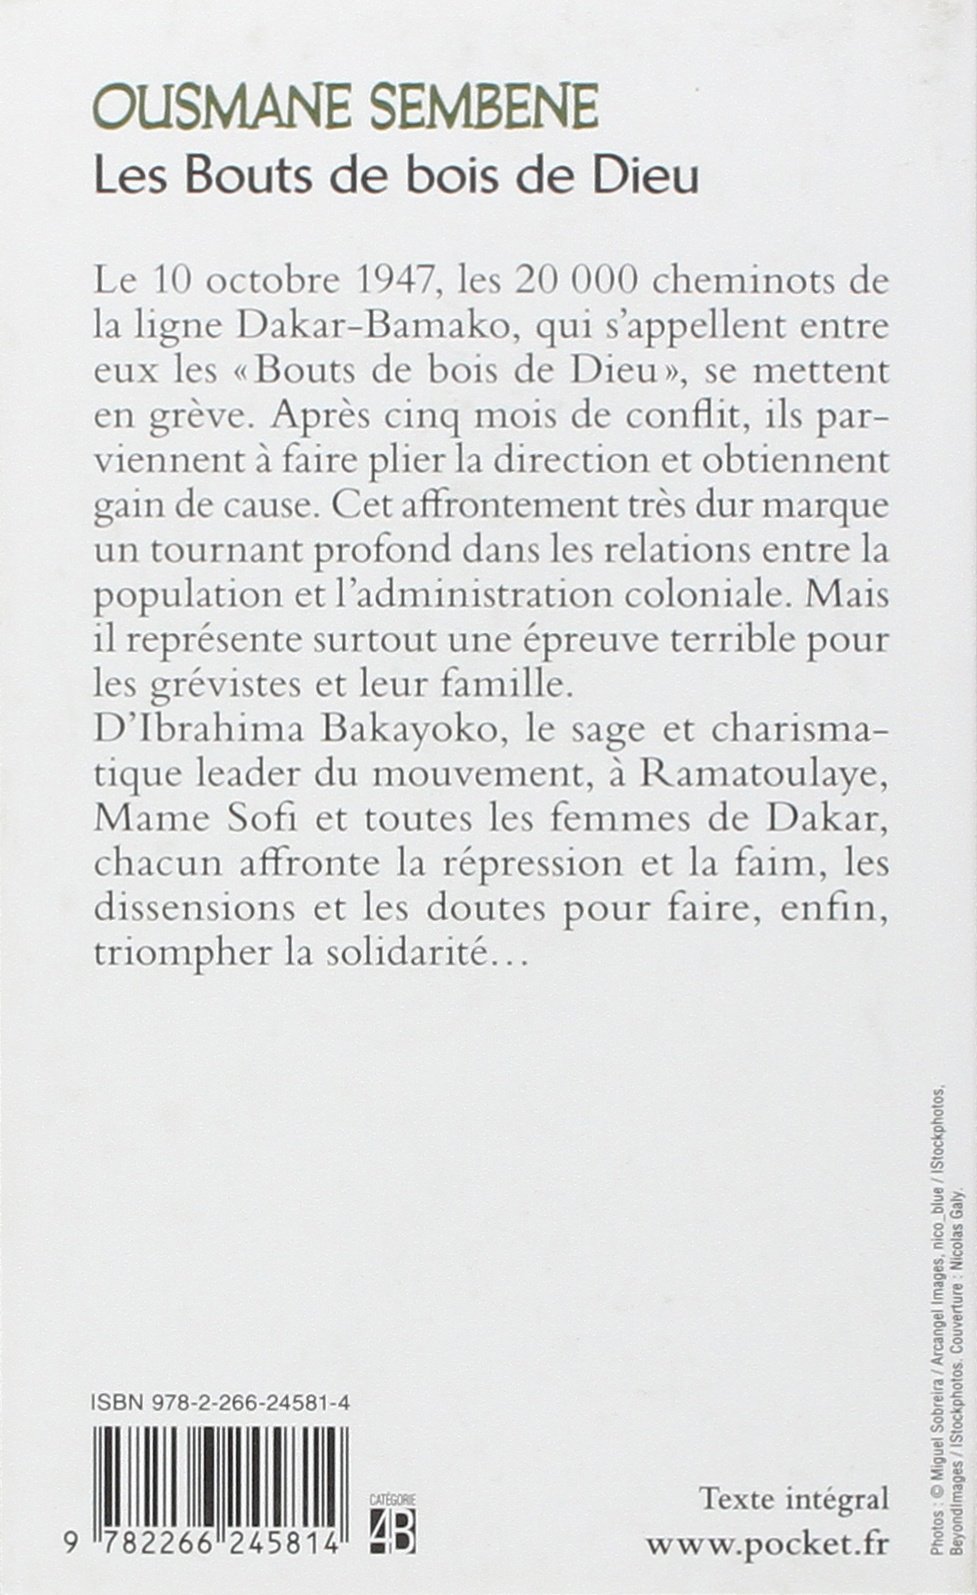 OUSMANE SEMBENE
Les Bouts de bois de Dieu
Le 10 octobre 1947, les 20 000 cheminots de
la ligne Dakar-Bamako, qui s'appellent entre
eux les «Bouts de bois de Dieu», se mettent
en grève. Après cinq mois de conflit, ils par-
viennent à faire plier la direction et obtiennent
gain de cause. Cet affrontement très dur marque
un tournant profond dans les relations entre la
population et l'administration coloniale. Mais
il représente surtout une épreuve terrible pour
les grévistes et leur famille.
D'Ibrahima Bakayoko, le sage et charisma-
tique leader du mouvement, à Ramatoulaye,
Mame Sofi et toutes les femmes de Dakar,
chacun affronte la répression et la faim, les
dissensions et les doutes pour faire, enfin,
triompher la solidarité...
ISBN 978-2-266-24581-4
9 782266 245814
CATÉGORIE
4B
Texte intégral
www.pocket.fr
Photos : © Miguel Sobreira / Arcangel Images, nico_blue / IStockphotos,
BeyondImages / IStockphotos. Couverture : Nicolas Galy.